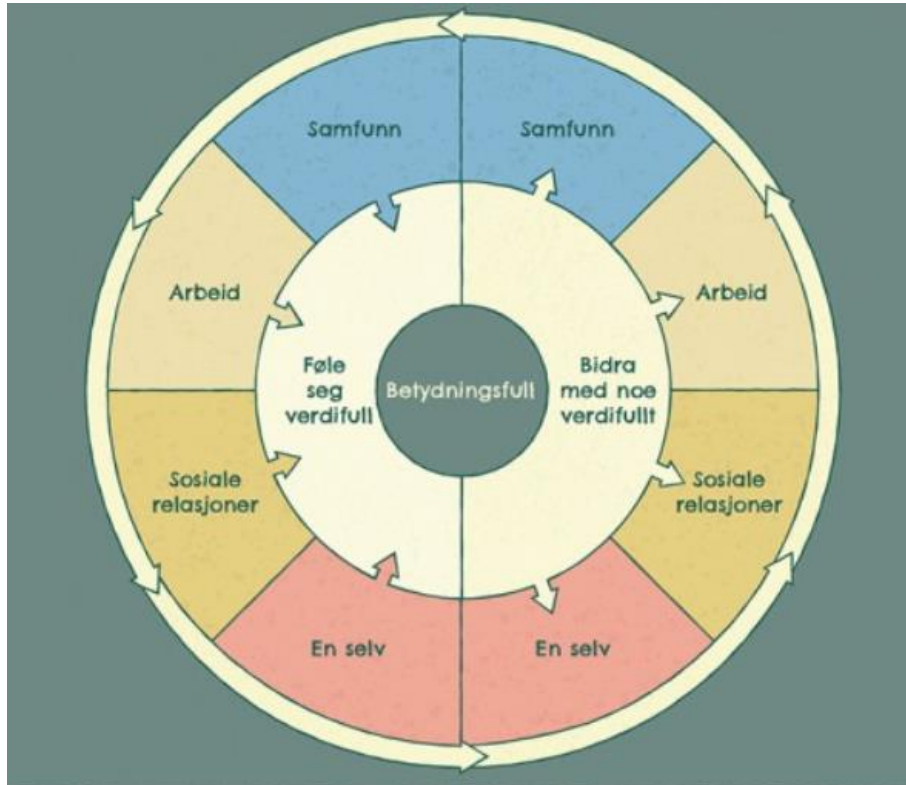 Samfunn
Samfunn
Arbeid
Arbeid
Føle
seg
verdifull
Betydningsfull
Bidra
med noe
verdifullt
Sosiale
relasjoner
Sosiale
relasjoner
En selv
En selv